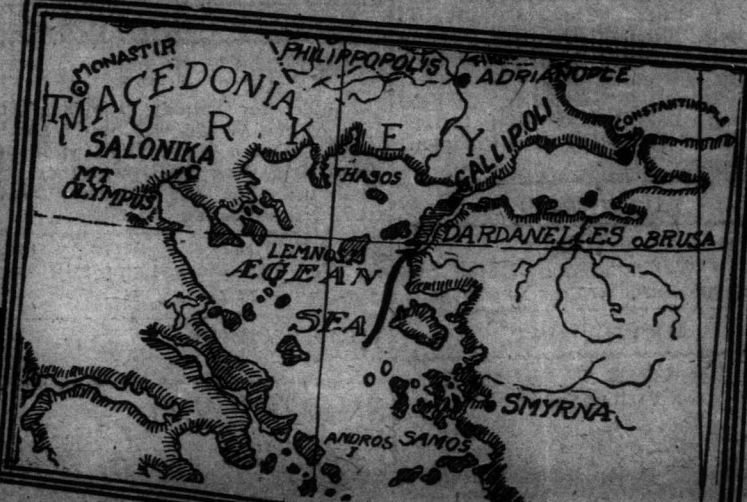 MONASTIR
PHILIPPOPOLIS
ADRIANOPLE
MACEDONIA
TURKEY
CONSTANTINOPLE
GALLIPOLI
SALONIKA
MT
OLYMPUS
THASOS
DARDANELLES
BRUSA
LEMNOS
ÆGEAN
SEA
SMYRNA
ANDROS
I
SAMOS